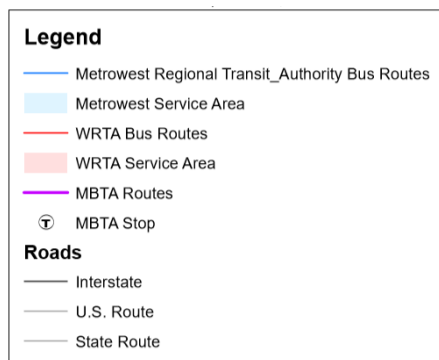 Legend
Metrowest Regional Transit_Authority Bus Routes
Metrowest Service Area
WRTA Bus Routes
WRTA Service Area
MBTA Routes
T MBTA Stop
Roads
Interstate
U.S. Route
State Route